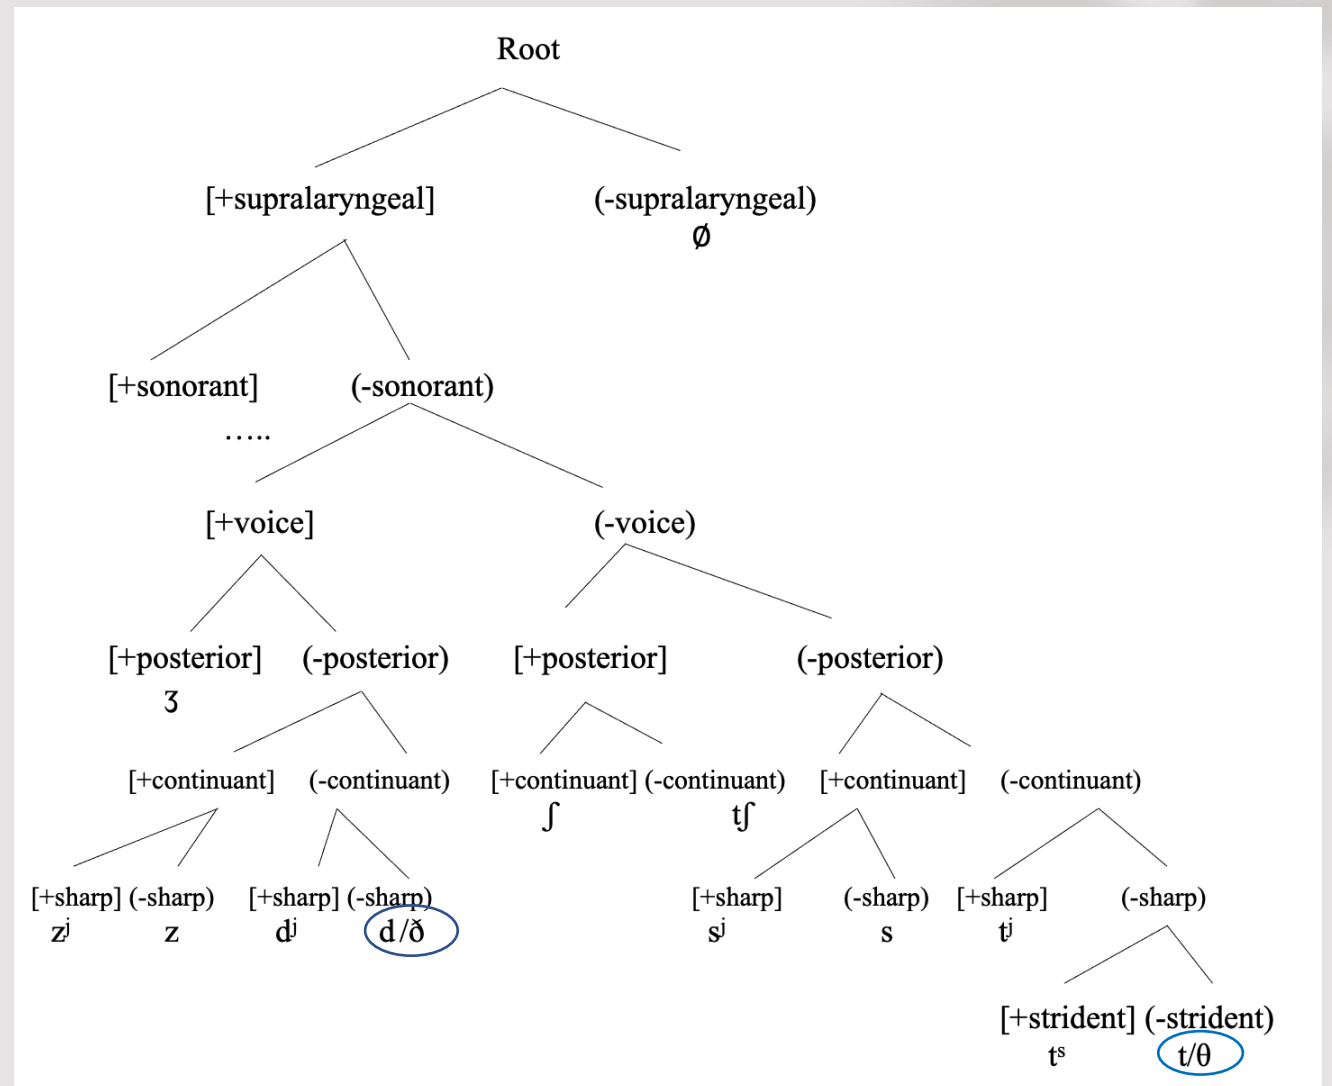 Root
[+supralaryngeal] (-supralaryngeal)
Ø
[+sonorant] (-sonorant)
.....
[+voice] (-voice)
[+posterior] (-posterior) [+posterior] (-posterior)
ʒ
[+continuant] (-continuant) [+continuant] (-continuant) [+continuant] (-continuant)
ʃ tʃ
[+sharp] (-sharp) [+sharp] (-sharp) [+sharp] (-sharp) [+sharp] (-sharp)
zʲ z dʲ d/ð sʲ s tʲ
[+strident] (-strident)
tˢ t/θ